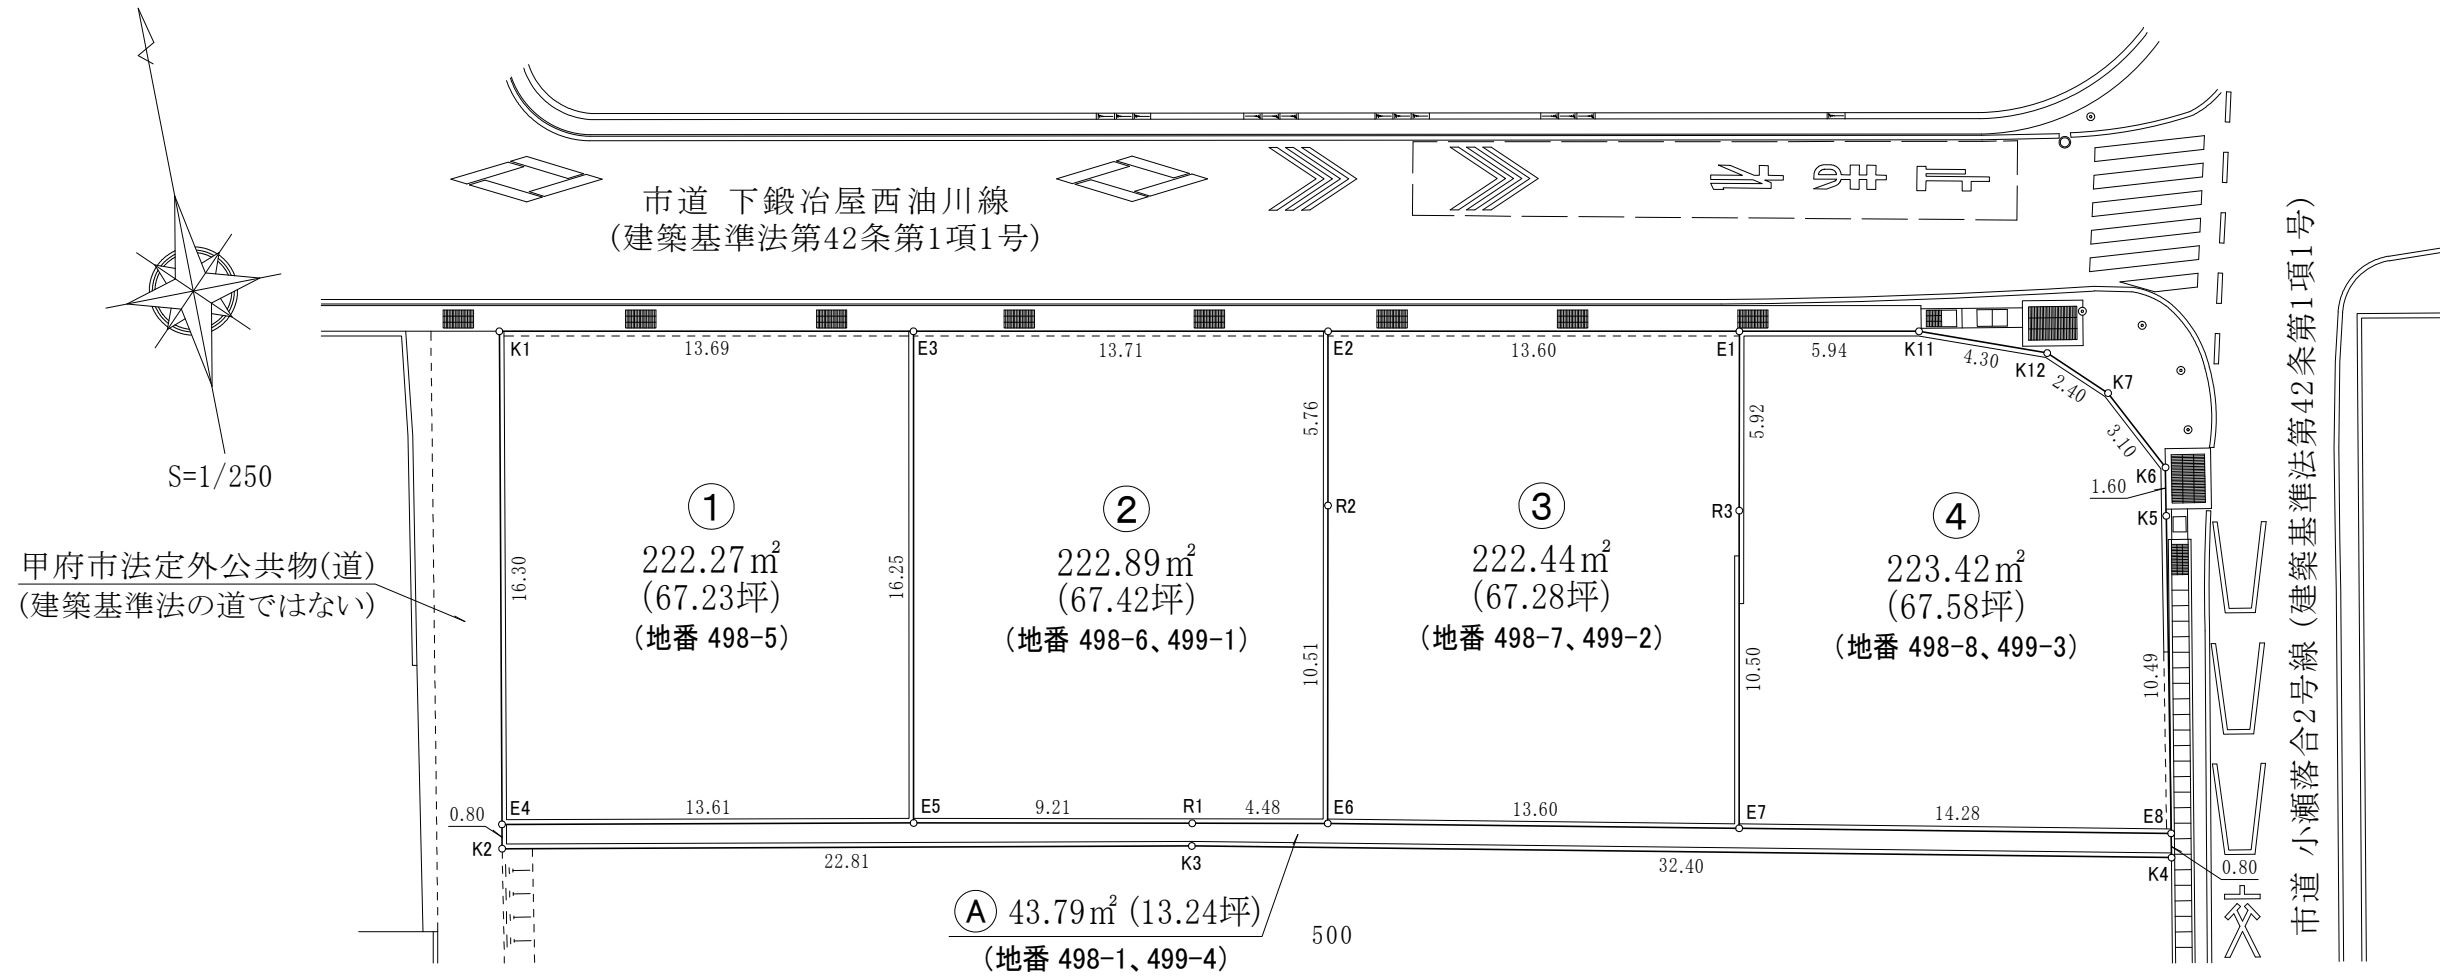 市道 下鍛冶屋西油川線
(建築基準法第42条第1項1号)
S=1/250
甲府市法定外公共物(道)
(建築基準法の道ではない)
K1
13.69
E3
13.71
E2
13.60
E1
5.94
K11
4.30
K12
2.40
K7
3.10
K6
1.60
K5
16.30
16.25
5.76
R2
10.51
5.92
R3
10.50
10.49
①
222.27㎡
(67.23坪)
(地番 498-5)
②
222.89㎡
(67.42坪)
(地番 498-6、499-1)
③
222.44㎡
(67.28坪)
(地番 498-7、499-2)
④
223.42㎡
(67.58坪)
(地番 498-8、499-3)
市道 小瀬落合2号線 (建築基準法第42条第1項1号)
0.80
E4
13.61
E5
9.21
R1
4.48
E6
13.60
E7
14.28
E8
K2
22.81
K3
32.40
K4
0.80
Ⓐ 43.79㎡ (13.24坪)
(地番 498-1、499-4)
500